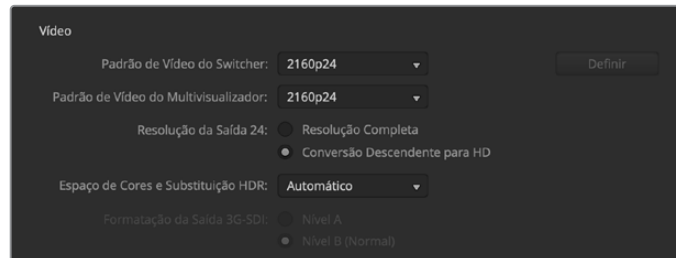 Vídeo
Padrão de Vídeo do Switcher: 2160p24 Definir
Padrão de Vídeo do Multivisualizador: 2160p24
Resolução da Saída 24: Resolução Completa
Conversão Descendente para HD
Espaço de Cores e Substituição HDR: Automático
Formatação da Saída 3G-SDI: Nível A
Nível B (Normal)